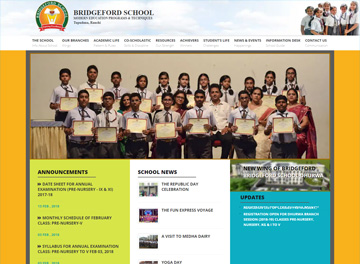 BRIDGEFORD SCHOOL
MODERN EDUCATION PROGRAMS & TECHNIQUES
Tupudana, Ranchi
THE SCHOOL
OUR BRANCHES
ACADEMIC LIFE
CO-SCHOLASTIC
RESOURCES
ACHIEVERS
STUDENT'S CORNER
NEWS & EVENTS
INFORMATION DESK
CONTACT US
ANNOUNCEMENTS
DATE SHEET FOR ANNUAL
EXAMINATION (PRE-NURSERY - IX & XI)
2017-18
MONTHLY SCHEDULE OF FEBRUARY
CLASS: PRE-NURSERY-V
SYLLABUS FOR ANNUAL EXAMINATION
CLASS: PRE-NURSERY TO V FEB 03, 2018
SCHOOL NEWS
THE REPUBLIC DAY
CELEBRATION
THE FUN EXPRESS VOYAGE
A VISIT TO MEDHA DAIRY
YOGA DAY
NEW WING OF BRIDGEFORD
BRIDGEFORD SCHOOL, DHURWA
UPDATES
REGISTRATION OPEN FOR DHURWA BRANCH
SESSION (2018-19) CLASSES PRE-NURSERY,
NURSERY, KG & I TO V